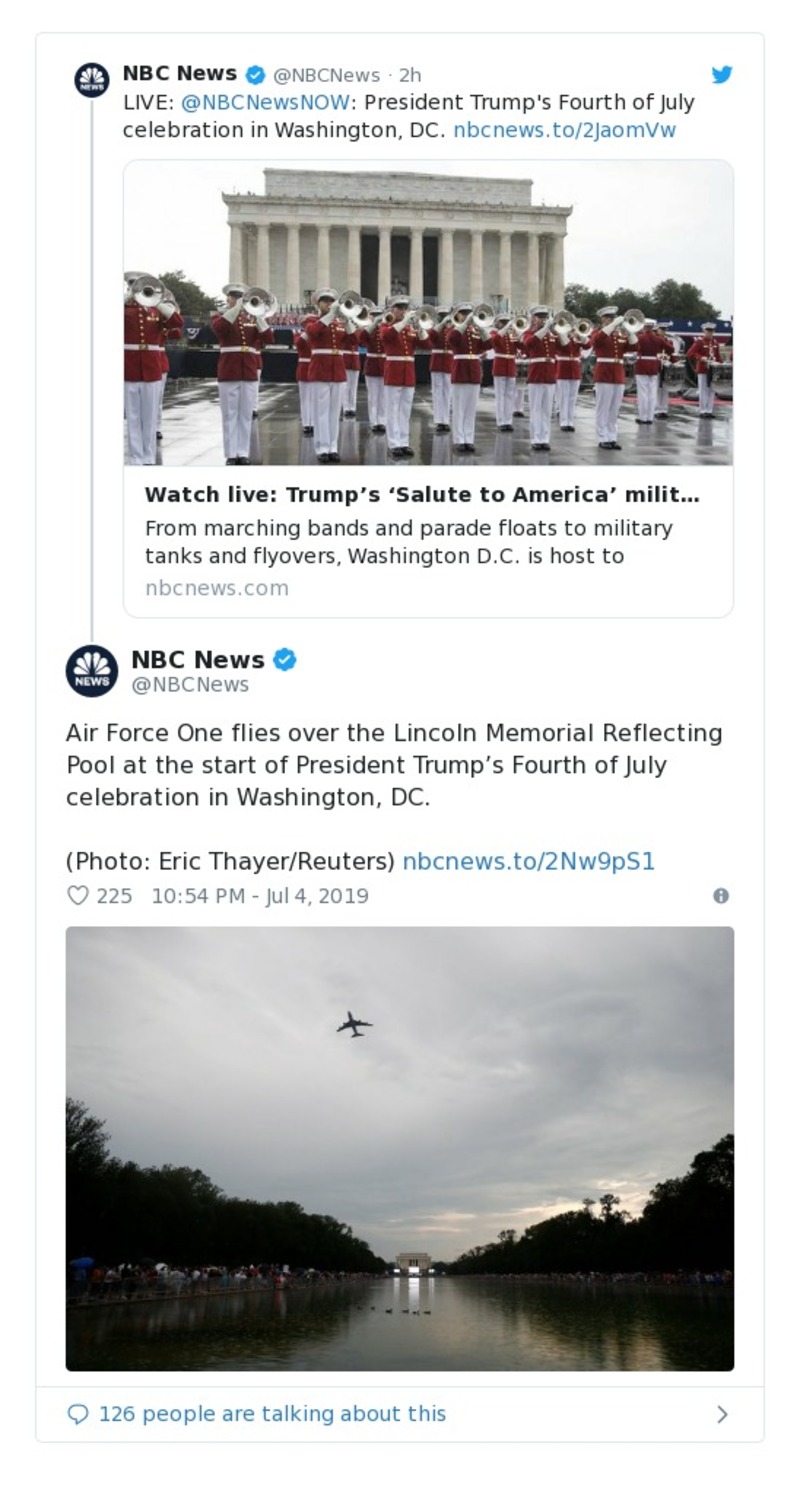 NBC News @NBCNews · 2h
LIVE: @NBCNewsNOW: President Trump's Fourth of July
celebration in Washington, DC. nbcnews.to/2JaomVw
Watch live: Trump’s ‘Salute to America’ milit…
From marching bands and parade floats to military
tanks and flyovers, Washington D.C. is host to
nbcnews.com
NEWS
NBC News
@NBCNews
Air Force One flies over the Lincoln Memorial Reflecting
Pool at the start of President Trump’s Fourth of July
celebration in Washington, DC.
(Photo: Eric Thayer/Reuters) nbcnews.to/2Nw9pS1
225 10:54 PM - Jul 4, 2019
126 people are talking about this